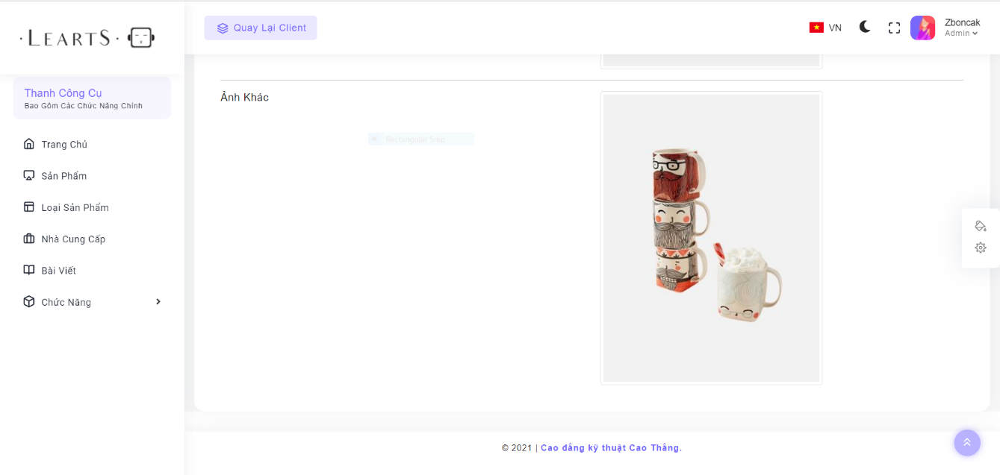 · LEARTS ·
Quay Lại Client
VN
Zboncak
Admin
Thanh Công Cụ
Bao Gồm Các Chức Năng Chính
Trang Chủ
Sản Phẩm
Loại Sản Phẩm
Nhà Cung Cấp
Bài Viết
Chức Năng
Ảnh Khác
Rectangular Snip
© 2021 | Cao đẳng kỹ thuật Cao Thắng.